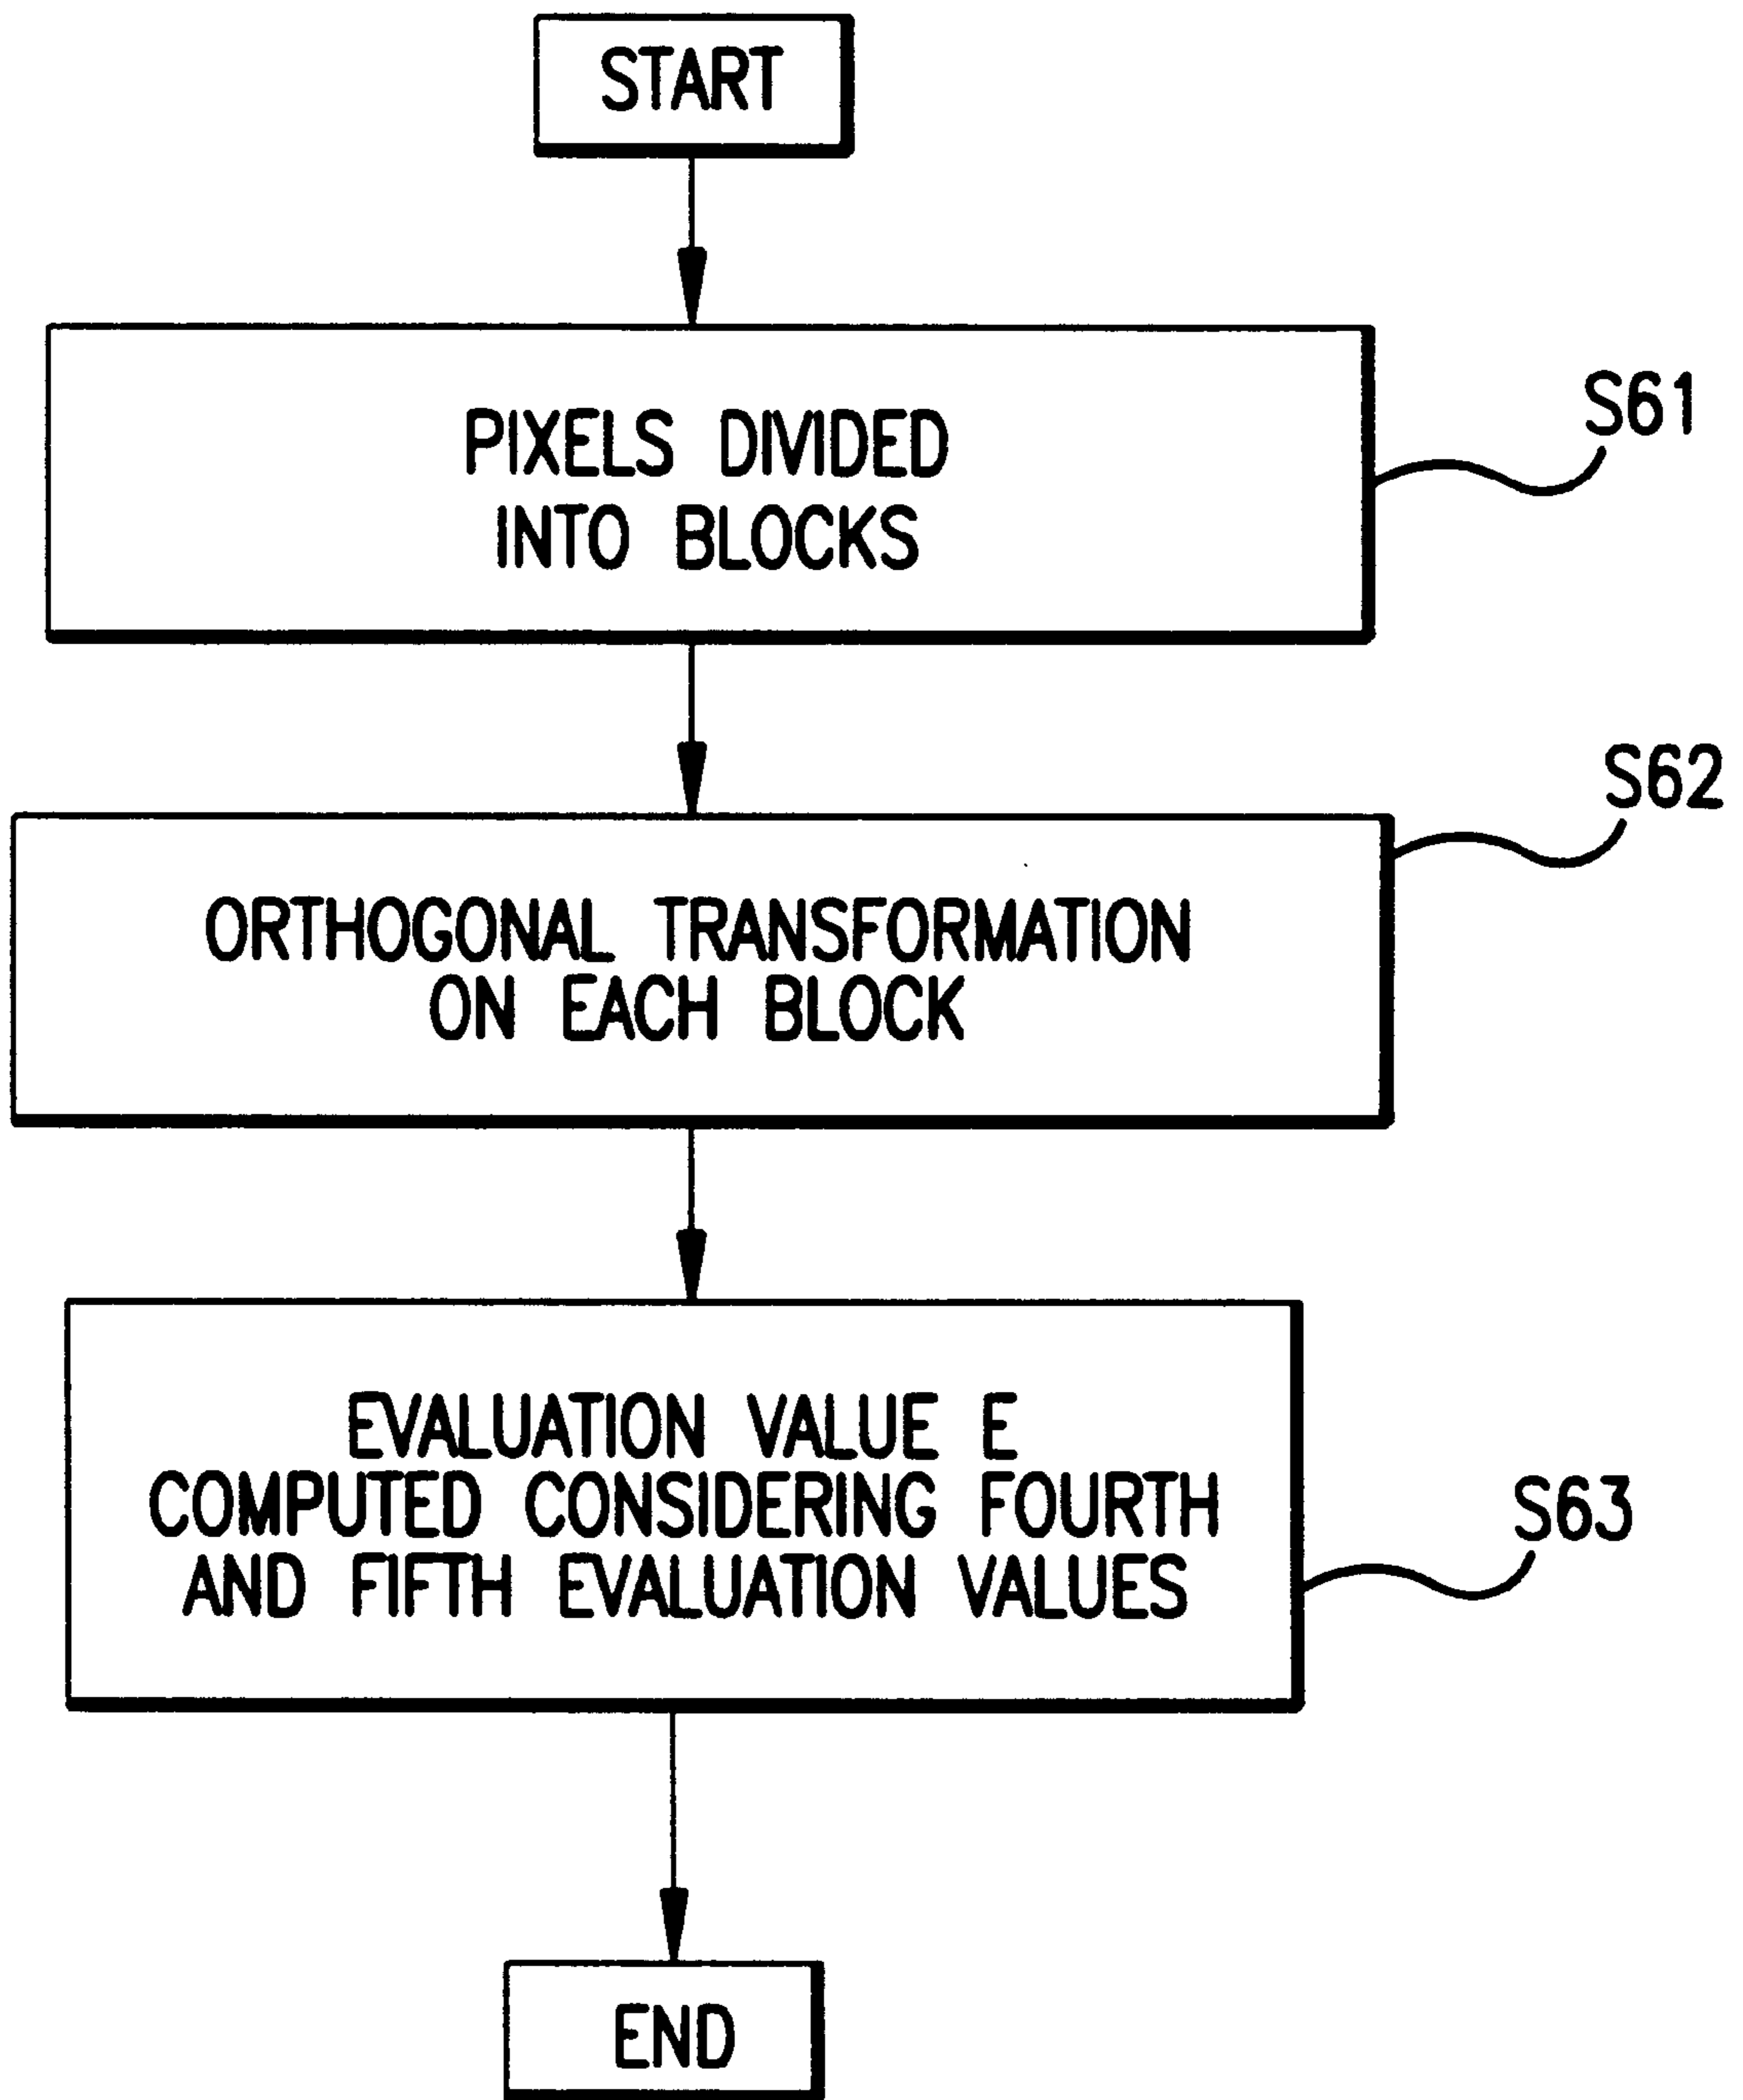 START
PIXELS DIVIDED
INTO BLOCKS
S61
S62
ORTHOGONAL TRANSFORMATION
ON EACH BLOCK
EVALUATION VALUE E
COMPUTED CONSIDERING FOURTH
AND FIFTH EVALUATION VALUES
S63
END